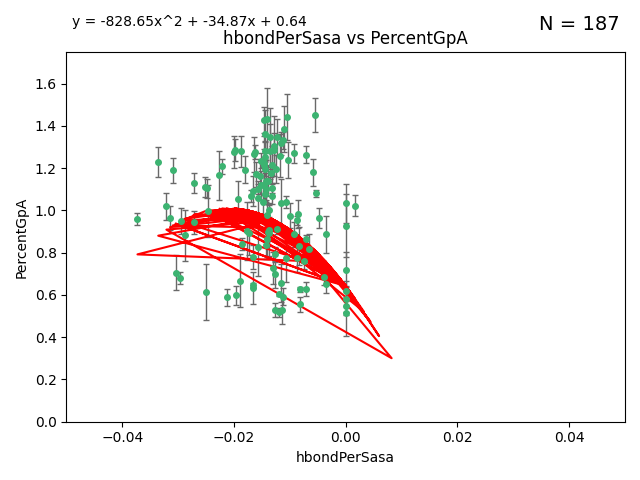 y = -828.65x^2 + -34.87x + 0.64
N = 187
hbondPerSasa vs PercentGpA
1.6
1.4
1.2
1.0
0.8
0.6
0.4
0.2
0.0
PercentGpA
−0.04 −0.02 0.00 0.02 0.04
hbondPerSasa